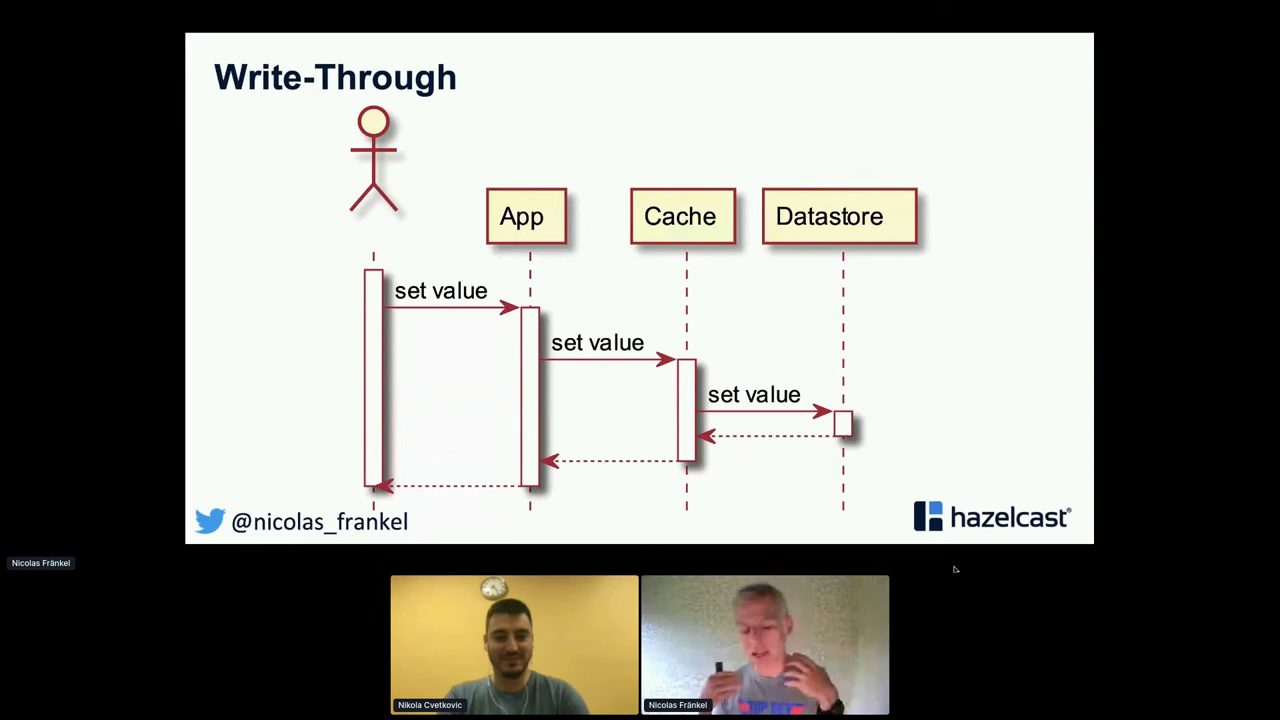 Write-Through
App
Cache
Datastore
set value
set value
set value
@nicolas_frankel
hazelcast®
Nicolas Fränkel
Nikola Cvetkovic
Nicolas Fränkel